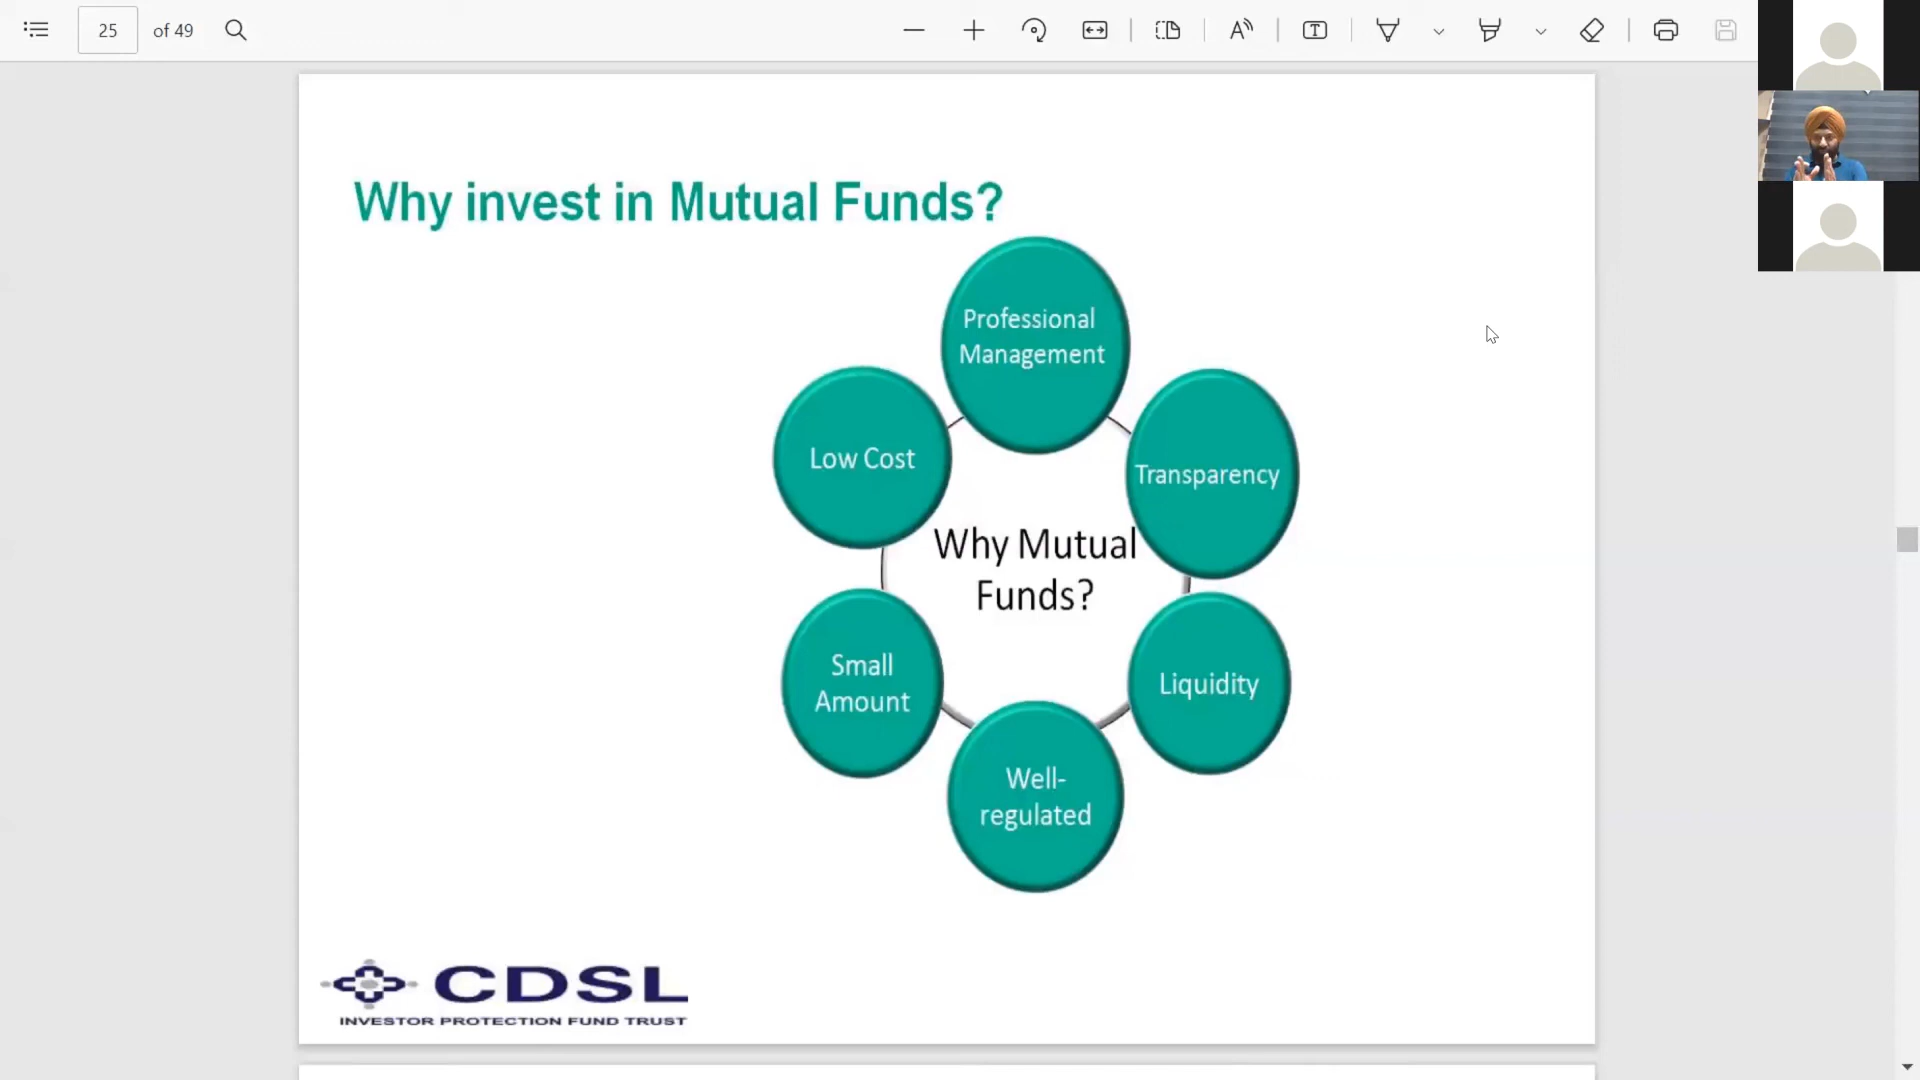 25 of 49
Why invest in Mutual Funds?
Professional
Management
Low Cost
Transparency
Why Mutual
Funds?
Small
Amount
Liquidity
Well-
regulated
CDSL
INVESTOR PROTECTION FUND TRUST